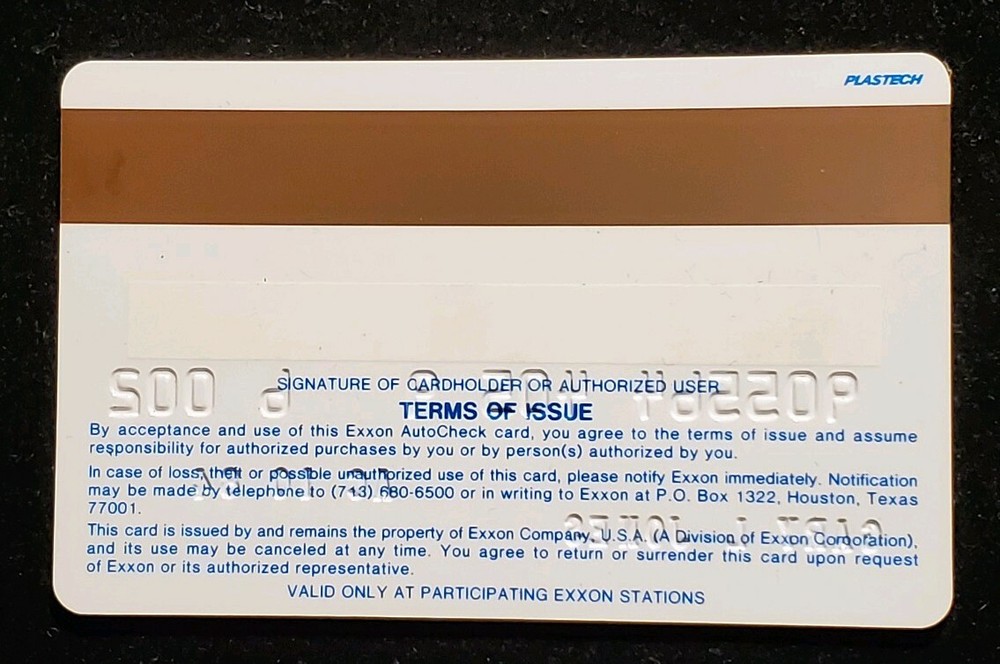 PLASTECH
SIGNATURE OF CARDHOLDER OR AUTHORIZED USER
TERMS OF ISSUE
By acceptance and use of this Exxon AutoCheck card, you agree to the terms of issue and assume
responsibility for authorized purchases by you or by person(s) authorized by you.
In case of loss, theft or possible unauthorized use of this card, please notify Exxon immediately. Notification
may be made by telephone to (713) 680-6500 or in writing to Exxon at P.O. Box 1322, Houston, Texas
77001.
This card is issued by and remains the property of Exxon Company, U.S.A. (A Division of Exxon Corporation),
and its use may be canceled at any time. You agree to return or surrender this card upon request
of Exxon or its authorized representative.
VALID ONLY AT PARTICIPATING EXXON STATIONS